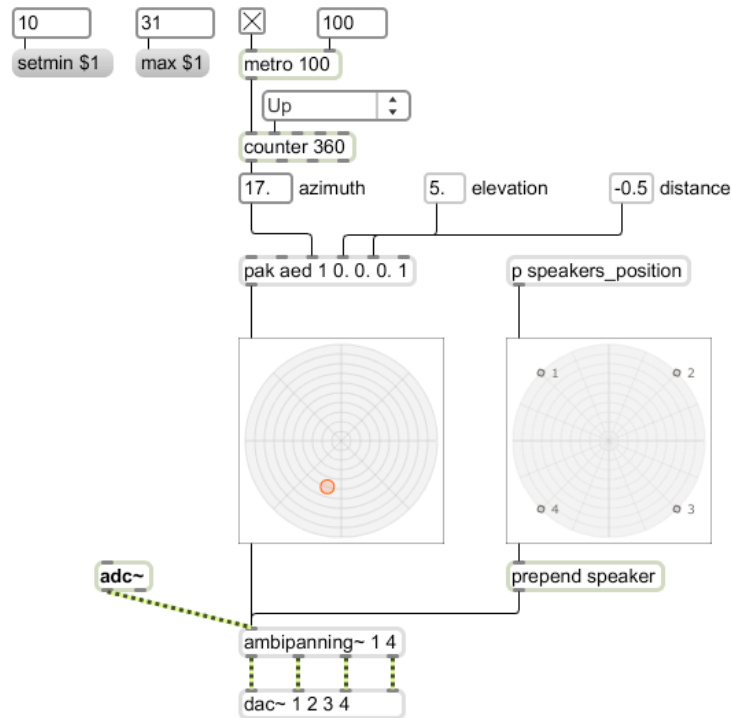 10
31
100
setmin $1
max $1
metro 100
Up
counter 360
17.
azimuth
5.
elevation
-0.5
distance
pak aed 1 0. 0. 0. 1
p speakers_position
1
2
4
3
adc~
prepend speaker
ambipanning~ 1 4
dac~ 1 2 3 4